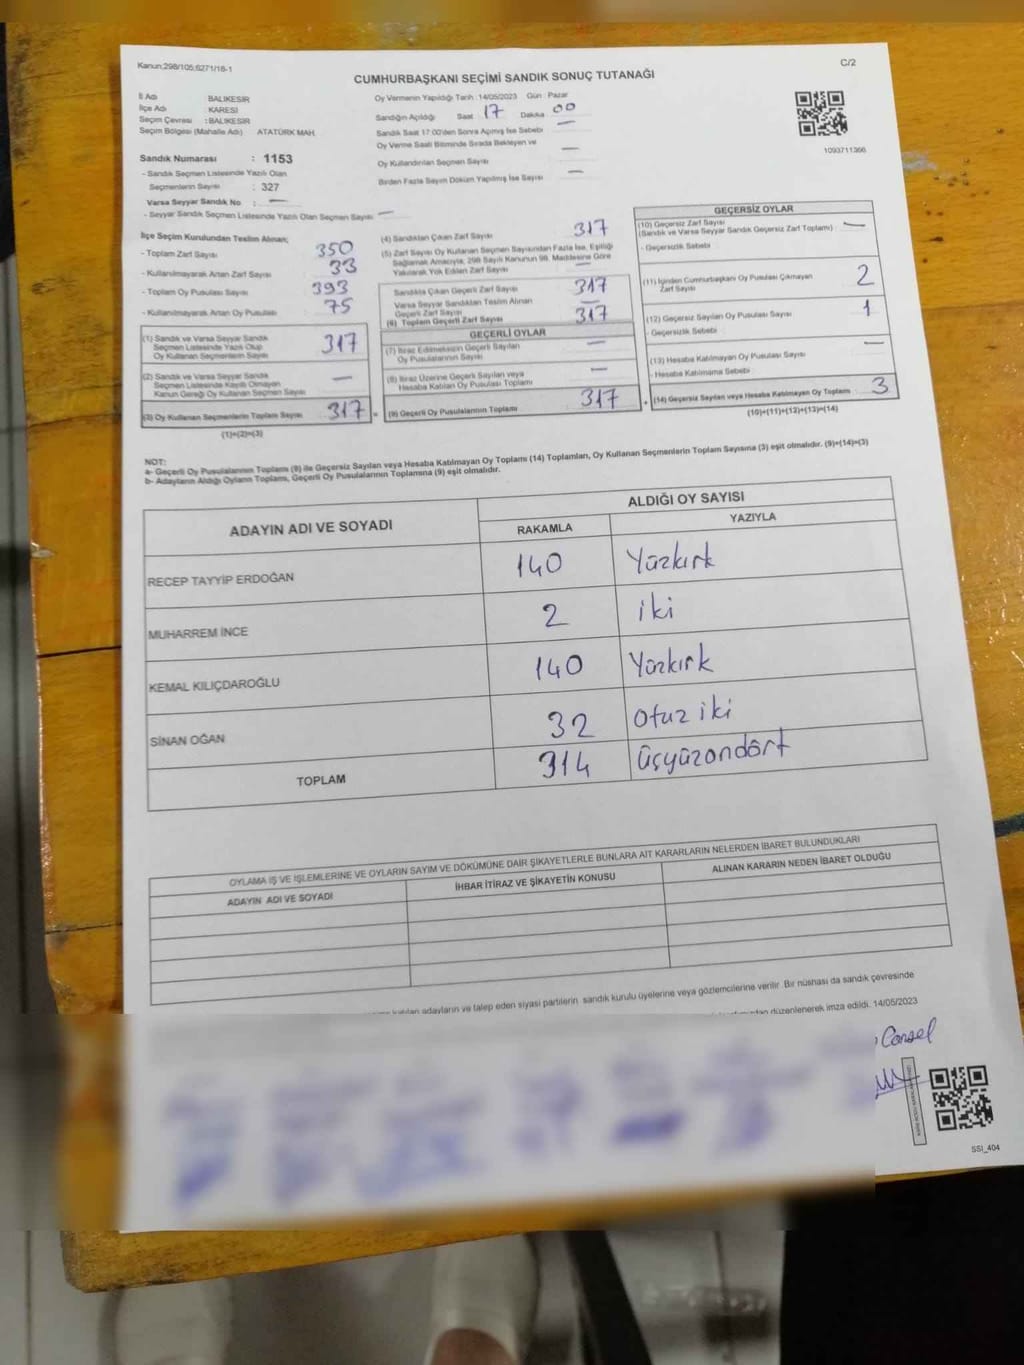 Kanun:298/105;6271/18-1
C/2
CUMHURBAŞKANI SEÇİMİ SANDIK SONUÇ TUTANAĞI
İl Adı : BALIKESİR
İlçe Adı : KARESİ
Seçim Çevresi : BALIKESİR
Seçim Bölgesi (Mahalle Adı) ATATÜRK MAH.
Sandık Numarası : 1153
- Sandık Seçmen Listesinde Yazılı Olan
Seçmenlerin Sayısı : 327
Varsa Seyyar Sandık No : —
- Seyyar Sandık Seçmen Listesinde Yazılı Olan Seçmen Sayısı —
Oy Vermenin Yapıldığı Tarih :14/05/2023 Gün : Pazar
Sandığın Açıldığı Saat 17 Dakika 00
Sandık Saat 17:00'den Sonra Açılmış İse Sebebi —
Oy Verme Saati Bitiminde Sırada Bekleyen ve
Oy Kullandırılan Seçmen Sayısı —
Birden Fazla Sayım Döküm Yapılmış İse Sayısı —
1093711366
İlçe Seçim Kurulundan Teslim Alınan;
- Toplam Zarf Sayısı 350
- Kullanılmayarak Artan Zarf Sayısı 33
- Toplam Oy Pusulası Sayısı 393
- Kullanılmayarak Artan Oy Pusulası 75
(1) Sandık ve Varsa Seyyar Sandık
Seçmen Listesinde Yazılı Olup
Oy Kullanan Seçmenlerin Sayısı 317
(2) Sandık ve Varsa Seyyar Sandık
Seçmen Listesinde Kayıtlı Olmayan
Kanun Gereği Oy Kullanan Seçmen Sayısı —
(3) Oy Kullanan Seçmenlerin Toplam Sayısı 317 =
(1)+(2)=(3)
(4) Sandıktan Çıkan Zarf Sayısı 317
(5) Zarf Sayısı Oy Kullanan Seçmen Sayısından Fazla İse, Eşitliği
Sağlamak Amacıyla, 298 Sayılı Kanunun 98. Maddesine Göre
Yakılarak Yok Edilen Zarf Sayısı —
Sandıkta Çıkan Geçerli Zarf Sayısı 317
Varsa Seyyar Sandıktan Teslim Alınan
Geçerli Zarf Sayısı —
(6) Toplam Geçerli Zarf Sayısı 317
GEÇERLİ OYLAR
(7) İtiraz Edilmeksizin Geçerli Sayılan
Oy Pusulalarının Sayısı —
(8) İtiraz Üzerine Geçerli Sayılan veya
Hesaba Katılan Oy Pusulası Toplamı —
(9) Geçerli Oy Pusulalarının Toplamı 317 +
GEÇERSİZ OYLAR
(10) Geçersiz Zarf Sayısı
(Sandık ve Varsa Seyyar Sandık Geçersiz Zarf Toplamı) : —
- Geçersizlik Sebebi
(11) İçinden Cumhurbaşkanı Oy Pusulası Çıkmayan
Zarf Sayısı 2
(12) Geçersiz Sayılan Oy Pusulası Sayısı 1
- Geçersizlik Sebebi
(13) Hesaba Katılmayan Oy Pusulası Sayısı —
- Hesaba Katılmama Sebebi
(14) Geçersiz Sayılan veya Hesaba Katılmayan Oy Toplamı : 3
(10)+(11)+(12)+(13)=(14)
NOT:
a- Geçerli Oy Pusulalarının Toplamı (9) ile Geçersiz Sayılan veya Hesaba Katılmayan Oy Toplamı (14) Toplamları, Oy Kullanan Seçmenlerin Toplam Sayısına (3) eşit olmalıdır. (9)+(14)=(3)
b- Adayların Aldığı Oyların Toplamı, Geçerli Oy Pusulalarının Toplamına (9) eşit olmalıdır.
ADAYIN ADI VE SOYADI
ALDIĞI OY SAYISI
RAKAMLA YAZIYLA
RECEP TAYYİP ERDOĞAN 140 Yüzkırk
MUHARREM İNCE 2 iki
KEMAL KILIÇDAROĞLU 140 Yüzkırk
SİNAN OĞAN 32 Otuz iki
TOPLAM 314 Üçyüzondört
OYLAMA İŞ VE İŞLEMLERİNE VE OYLARIN SAYIM VE DÖKÜMÜNE DAİR ŞİKAYETLERLE BUNLARA AİT KARARLARIN NELERDEN İBARET BULUNDUKLARI
ADAYIN ADI VE SOYADI İHBAR İTİRAZ VE ŞİKAYETİN KONUSU ALINAN KARARIN NEDEN İBARET OLDUĞU
katılan adayların ve talep eden siyasi partilerin sandık kurulu üyelerine veya gözlemcilerine verilir. Bir nüshası da sandık çevresinde
düzenlenerek imza edildi. 14/05/2023
SSI_404